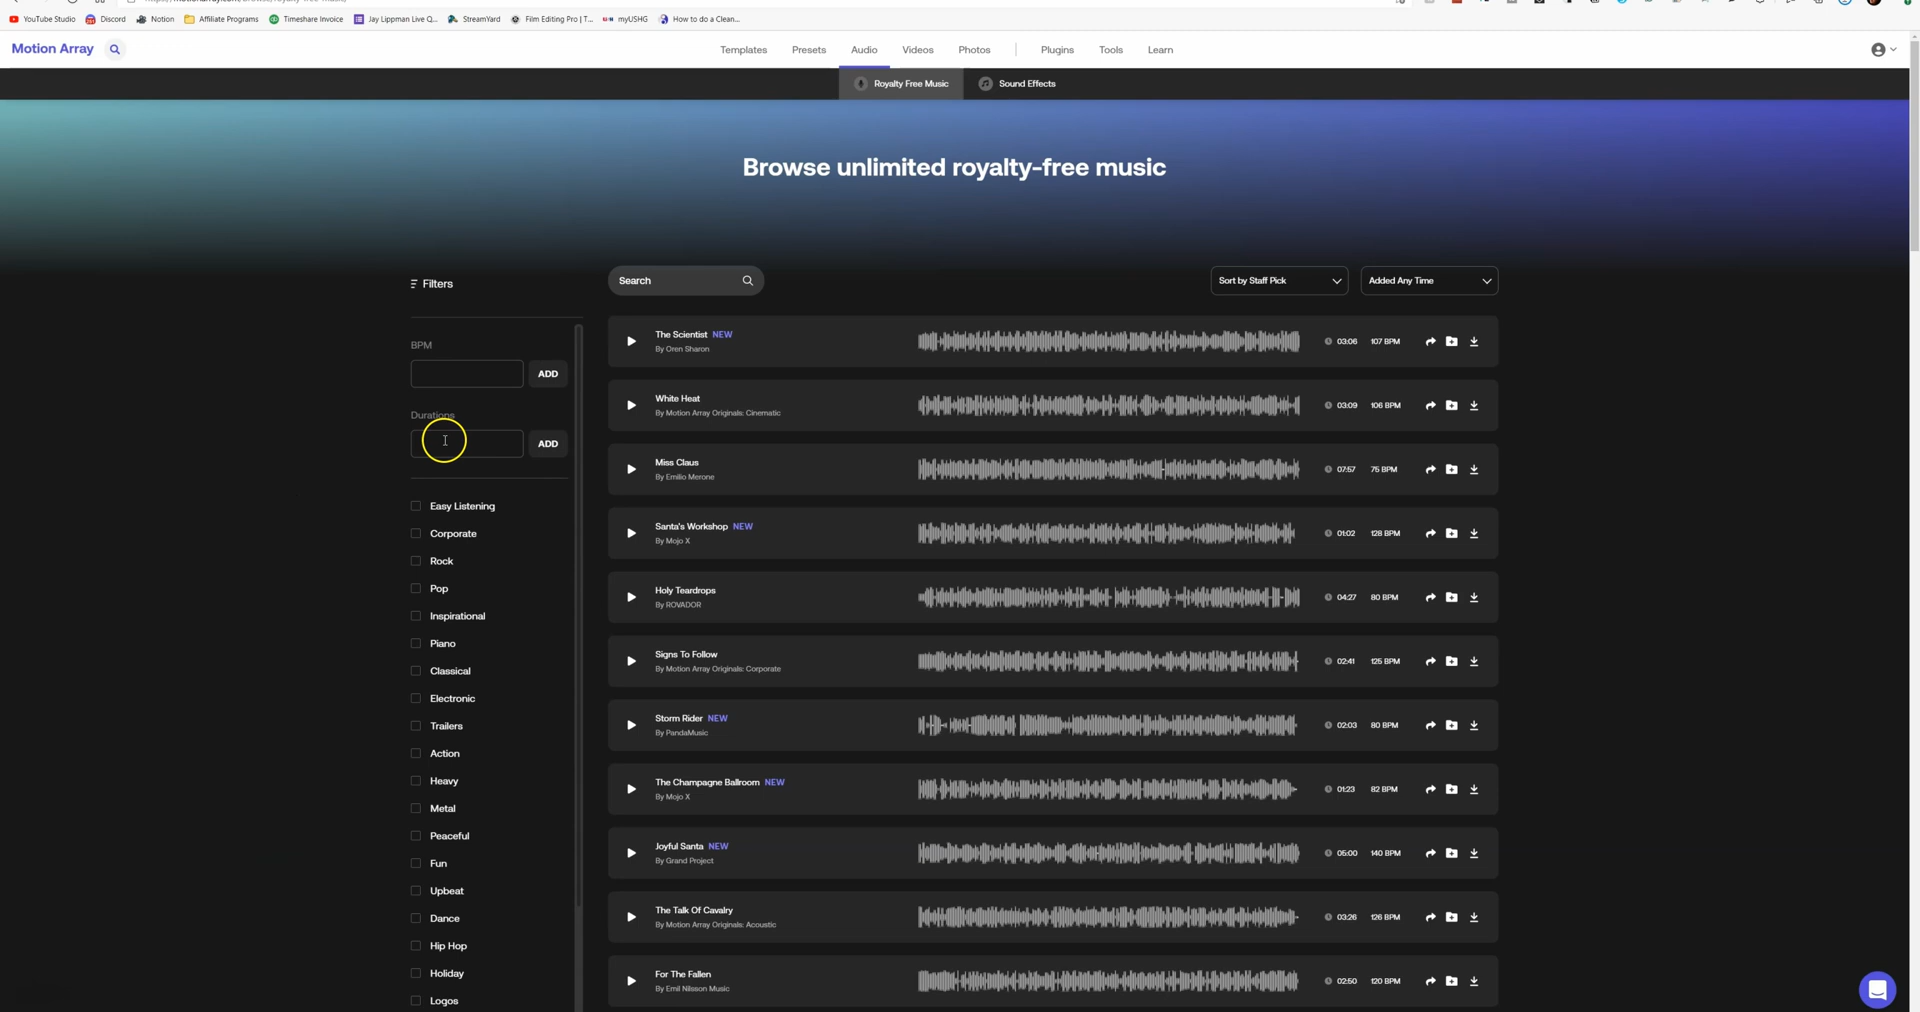 YouTube Studio Discord Notion Affiliate Programs Timeshare Invoice Jay Lippman Live Q... StreamYard Film Editing Pro | T... myUSHG How to do a Clean...
Motion Array Templates Presets Audio Videos Photos Plugins Tools Learn
Royalty Free Music Sound Effects
Browse unlimited royalty-free music
Filters
BPM
ADD
Durations
ADD
Easy Listening
Corporate
Rock
Pop
Inspirational
Piano
Classical
Electronic
Trailers
Action
Heavy
Metal
Peaceful
Fun
Upbeat
Dance
Hip Hop
Holiday
Logos
Search Sort by Staff Pick Added Any Time
The Scientist NEW
By Oren Sharon
03:06 107 BPM
White Heat
By Motion Array Originals: Cinematic
03:09 106 BPM
Miss Claus
By Emilio Merone
07:57 75 BPM
Santa's Workshop NEW
By Mojo X
01:02 128 BPM
Holy Teardrops
By ROVADOR
04:27 80 BPM
Signs To Follow
By Motion Array Originals: Corporate
02:41 125 BPM
Storm Rider NEW
By PandaMusic
02:03 80 BPM
The Champagne Ballroom NEW
By Mojo X
01:23 82 BPM
Joyful Santa NEW
By Grand Project
05:00 140 BPM
The Talk Of Cavalry
By Motion Array Originals: Acoustic
03:26 126 BPM
For The Fallen
By Emil Nilsson Music
02:50 120 BPM